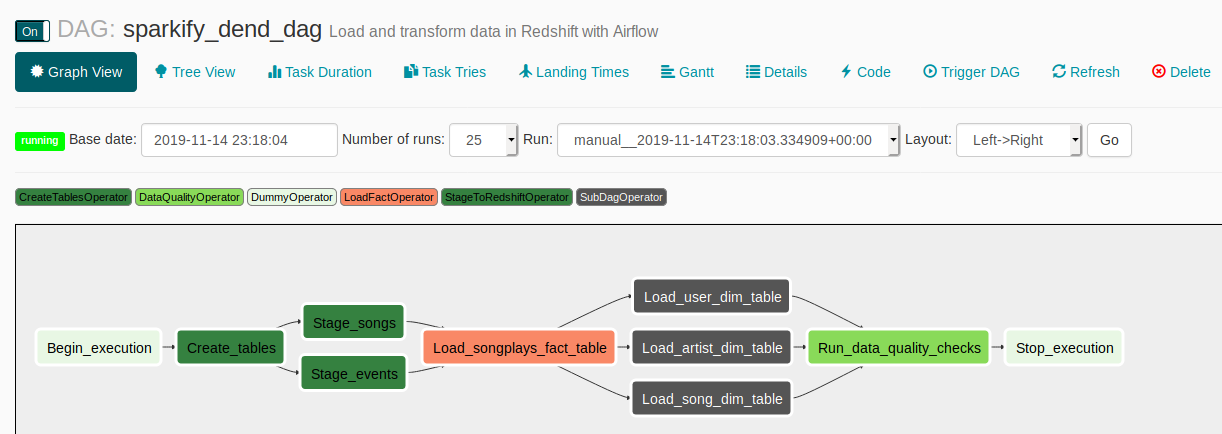 On DAG: sparkify_dend_dag Load and transform data in Redshift with Airflow
Graph View Tree View Task Duration Task Tries Landing Times Gantt Details Code Trigger DAG Refresh Delete
running Base date: 2019-11-14 23:18:04 Number of runs: 25 Run: manual__2019-11-14T23:18:03.334909+00:00 Layout: Left->Right Go
CreateTablesOperator DataQualityOperator DummyOperator LoadFactOperator StageToRedshiftOperator SubDagOperator
Load_user_dim_table
Stage_songs
Begin_execution Create_tables Load_songplays_fact_table Load_artist_dim_table Run_data_quality_checks Stop_execution
Stage_events
Load_song_dim_table